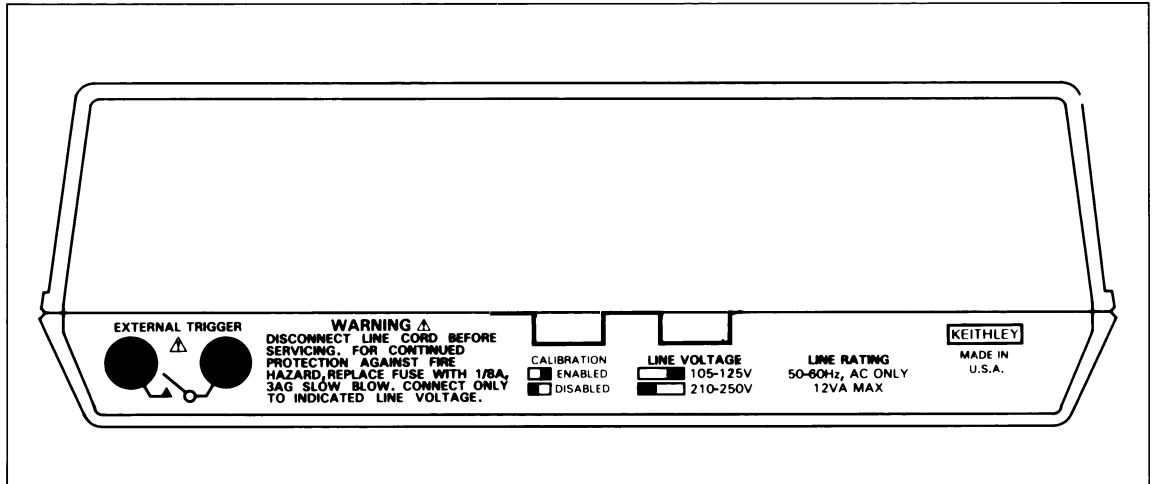 EXTERNAL TRIGGER
WARNING ⚠
DISCONNECT LINE CORD BEFORE
SERVICING. FOR CONTINUED
PROTECTION AGAINST FIRE
HAZARD, REPLACE FUSE WITH 1/8A,
3AG SLOW BLOW. CONNECT ONLY
TO INDICATED LINE VOLTAGE.
CALIBRATION
ENABLED
DISABLED
LINE VOLTAGE
105-125V
210-250V
LINE RATING
50-60Hz, AC ONLY
12VA MAX
KEITHLEY
MADE IN
U.S.A.